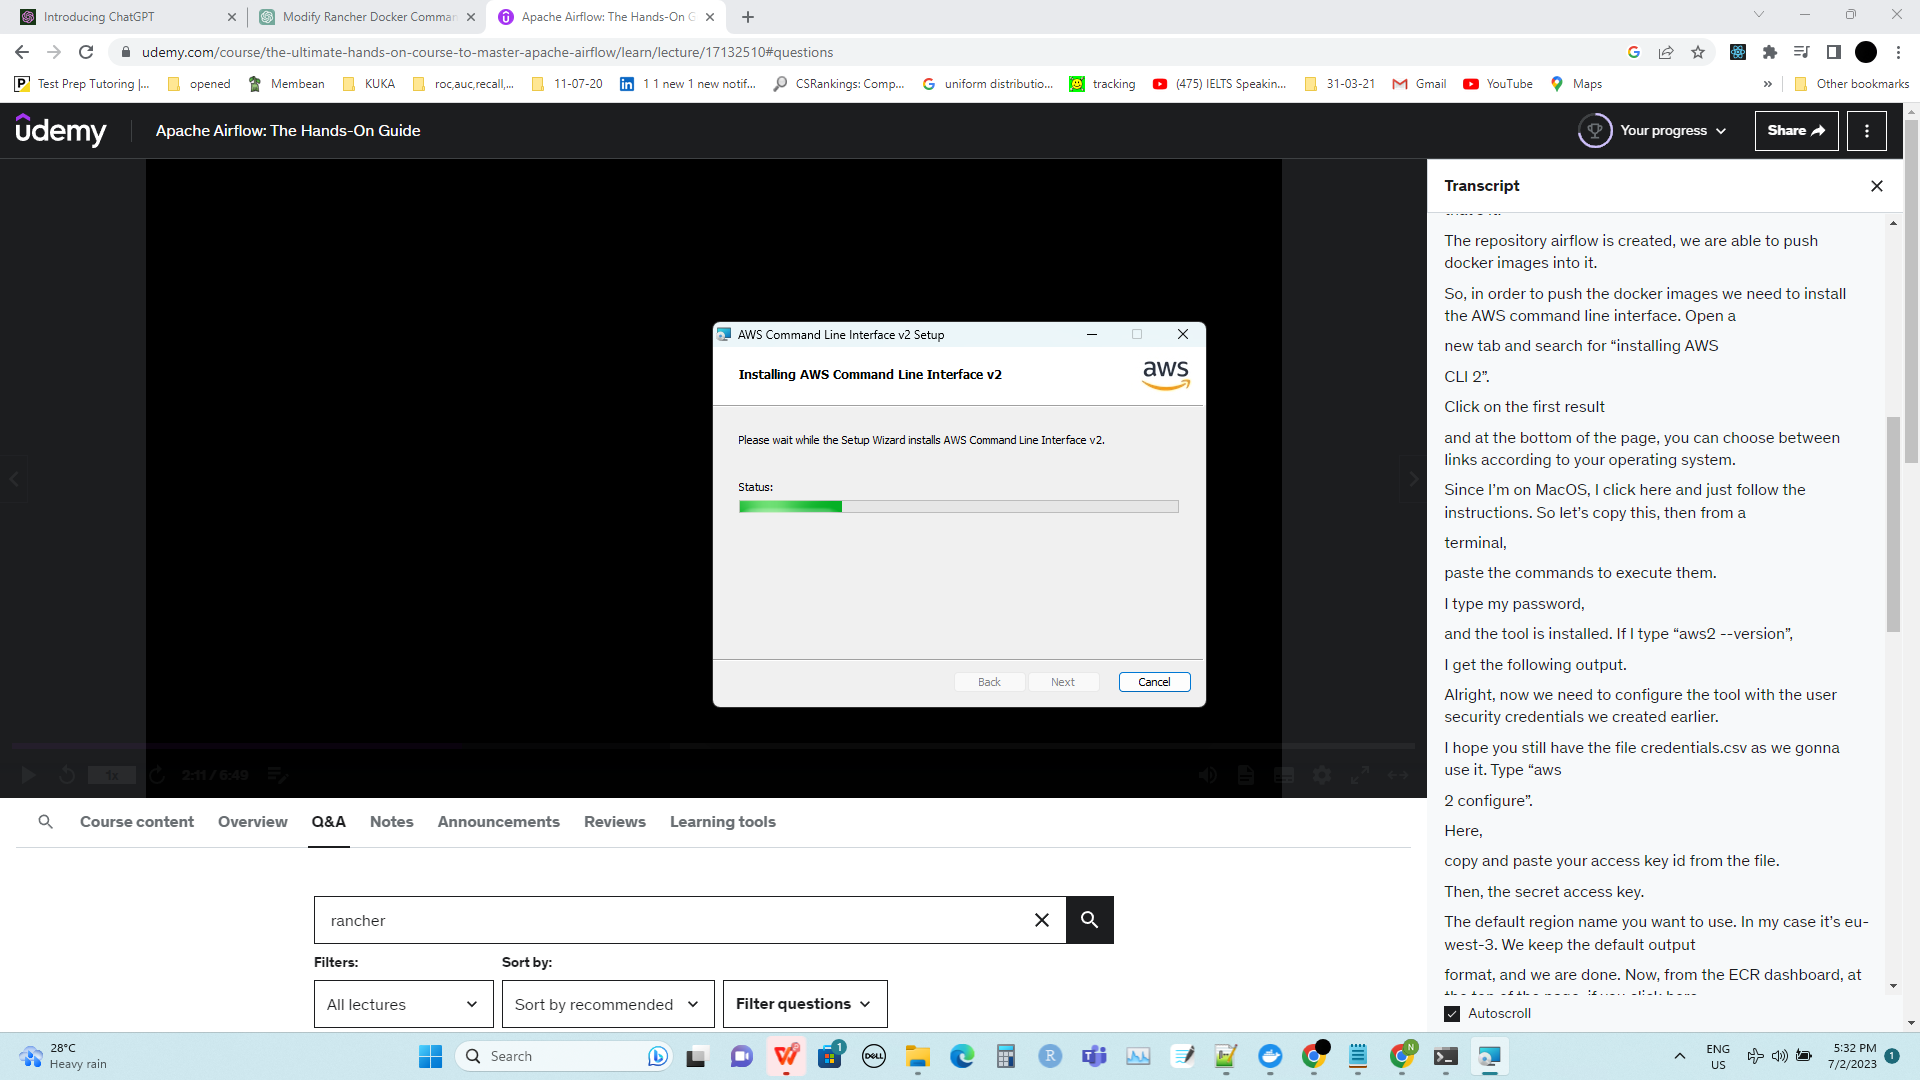 Introducing ChatGPT
Modify Rancher Docker Comman
Apache Airflow: The Hands-On G
udemy.com/course/the-ultimate-hands-on-course-to-master-apache-airflow/learn/lecture/17132510#questions
Test Prep Tutoring |...
opened
Membean
KUKA
roc,auc,recall,...
11-07-20
1 1 new 1 new notif...
CSRankings: Comp...
uniform distributio...
tracking
(475) IELTS Speakin...
31-03-21
Gmail
YouTube
Maps
»
Other bookmarks
ûdemy
Apache Airflow: The Hands-On Guide
Your progress
Share
Transcript
The repository airflow is created, we are able to push
docker images into it.
So, in order to push the docker images we need to install
the AWS command line interface. Open a
new tab and search for “installing AWS
CLI 2”.
Click on the first result
and at the bottom of the page, you can choose between
links according to your operating system.
Since I’m on MacOS, I click here and just follow the
instructions. So let’s copy this, then from a
terminal,
paste the commands to execute them.
I type my password,
and the tool is installed. If I type “aws2 --version”,
I get the following output.
Alright, now we need to configure the tool with the user
security credentials we created earlier.
I hope you still have the file credentials.csv as we gonna
use it. Type “aws
2 configure”.
Here,
copy and paste your access key id from the file.
Then, the secret access key.
The default region name you want to use. In my case it’s eu-
west-3. We keep the default output
format, and we are done. Now, from the ECR dashboard, at
Autoscroll
AWS Command Line Interface v2 Setup
Installing AWS Command Line Interface v2
aws
Please wait while the Setup Wizard installs AWS Command Line Interface v2.
Status:
Back
Next
Cancel
1x
2:11 / 6:49
Course content
Overview
Q&A
Notes
Announcements
Reviews
Learning tools
rancher
Filters:
Sort by:
All lectures
Sort by recommended
Filter questions
28°C
Heavy rain
Search
1
DELL
R
N
ENG
US
5:32 PM
7/2/2023
1